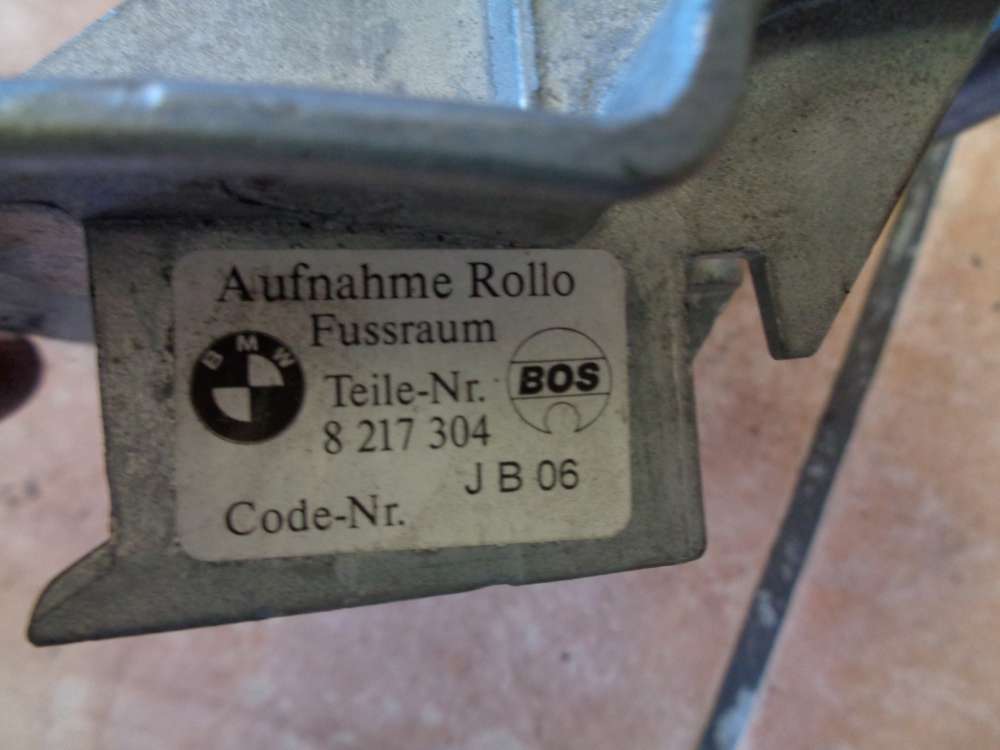 Aufnahme Rollo
Fussraum
BMW
Teile-Nr.
BOS
8 217 304
J B 06
Code-Nr.